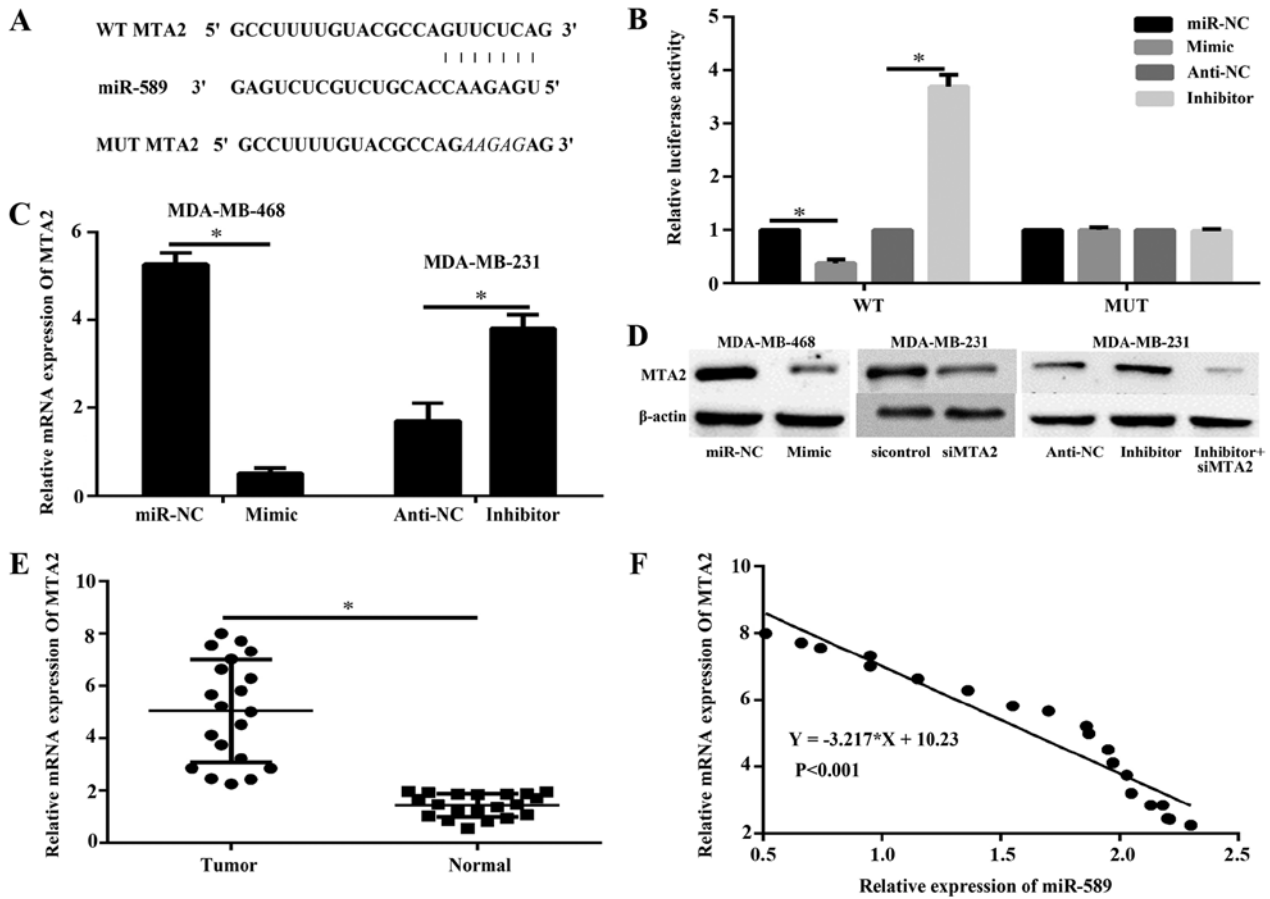 A
WT MTA2 5' GCCUUUUGUACGCCAGUUCUCAG 3'
miR-589 3' GAGUCUCGUCUGCACCAAGAGU 5'
MUT MTA2 5' GCCUUUUGUACGCCAGAAGAGAG 3'
B
Relative luciferase activity
5
4
3
2
1
0
*
*
WT
MUT
miR-NC
Mimic
Anti-NC
Inhibitor
C
Relative mRNA expression Of MTA2
6
4
2
0
MDA-MB-468
*
MDA-MB-231
*
miR-NC Mimic Anti-NC Inhibitor
D
MDA-MB-468 MDA-MB-231 MDA-MB-231
MTA2
β-actin
miR-NC Mimic sicontrol siMTA2 Anti-NC Inhibitor Inhibitor+
siMTA2
E
Relative mRNA expression Of MTA2
10
8
6
4
2
0
*
Tumor Normal
F
Relative mRNA expression Of MTA2
10
8
6
4
2
Y = -3.217*X + 10.23
P<0.001
0.5 1.0 1.5 2.0 2.5
Relative expression of miR-589